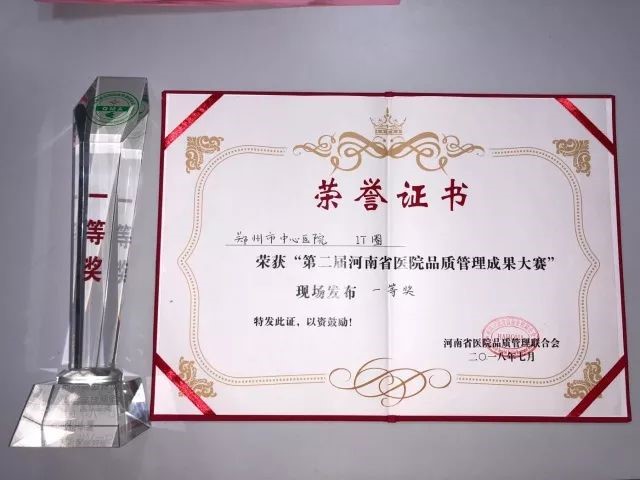 一等奖
荣誉证书
郑州市中心医院 IT圈
荣获“第二届河南省医院品质管理成果大赛”
现场发布 一等奖
特发此证，以资鼓励！
河南省医院品质管理联合会
二〇一八年七月